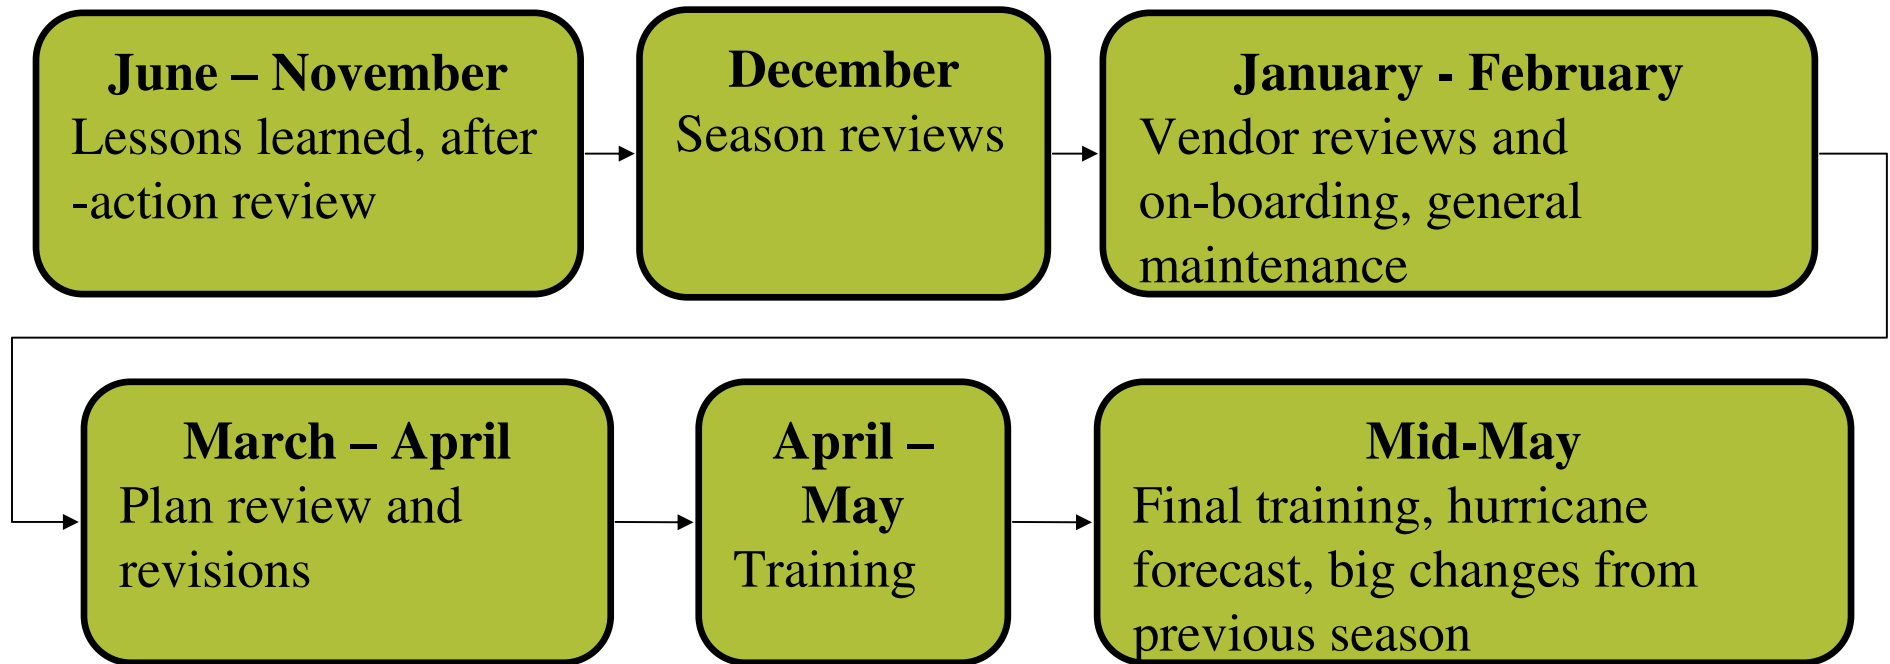 June – November
Lessons learned, after
-action review
December
Season reviews
January - February
Vendor reviews and
on-boarding, general
maintenance
March – April
Plan review and
revisions
April –
May
Training
Mid-May
Final training, hurricane
forecast, big changes from
previous season